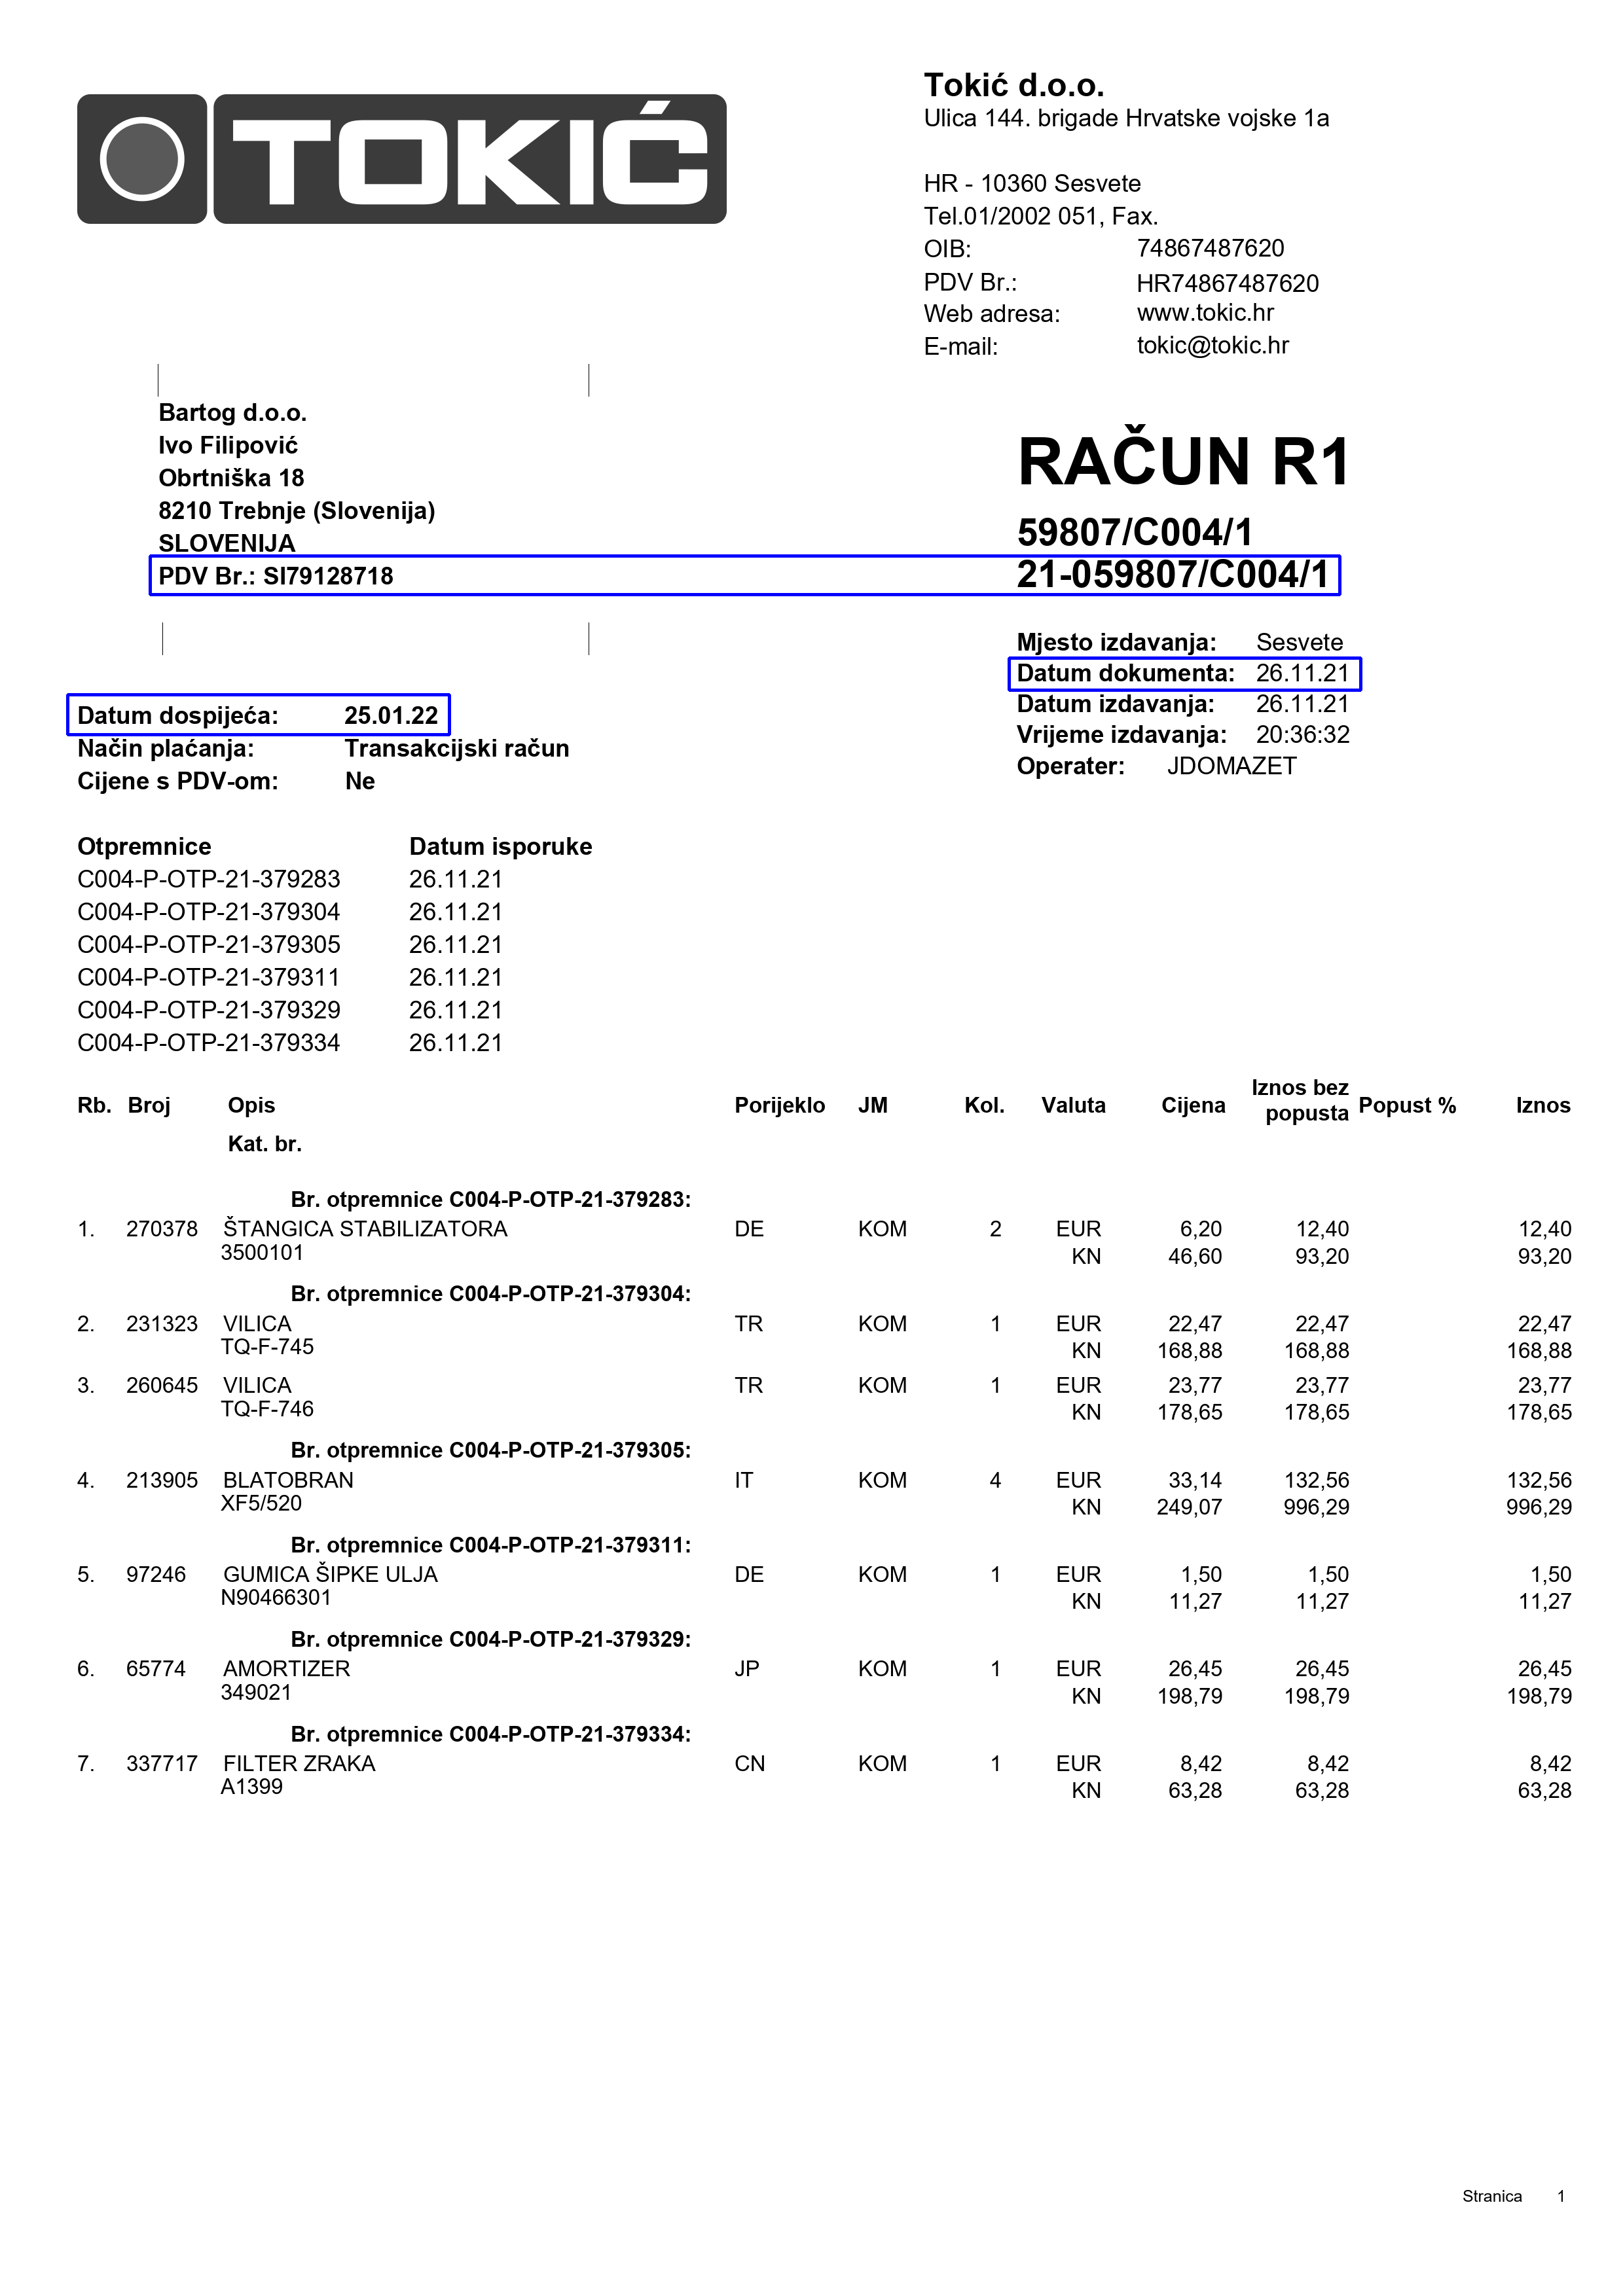 TOKIĆ
Tokić d.o.o.
Ulica 144. brigade Hrvatske vojske 1a
HR - 10360 Sesvete
Tel.01/2002 051, Fax.
OIB: 74867487620
PDV Br.: HR74867487620
Web adresa: www.tokic.hr
E-mail: tokic@tokic.hr
Bartog d.o.o.
Ivo Filipović
Obrtniška 18
8210 Trebnje (Slovenija)
SLOVENIJA
PDV Br.: SI79128718
RAČUN R1
59807/C004/1
21-059807/C004/1
Mjesto izdavanja: Sesvete
Datum dokumenta: 26.11.21
Datum izdavanja: 26.11.21
Vrijeme izdavanja: 20:36:32
Operater: JDOMAZET
Datum dospijeća: 25.01.22
Način plaćanja: Transakcijski račun
Cijene s PDV-om: Ne
Otpremnice Datum isporuke
C004-P-OTP-21-379283 26.11.21
C004-P-OTP-21-379304 26.11.21
C004-P-OTP-21-379305 26.11.21
C004-P-OTP-21-379311 26.11.21
C004-P-OTP-21-379329 26.11.21
C004-P-OTP-21-379334 26.11.21
Rb. Broj Opis Porijeklo JM Kol. Valuta Cijena Iznos bez popusta Popust % Iznos
Kat. br.
Br. otpremnice C004-P-OTP-21-379283:
1. 270378 ŠTANGICA STABILIZATORA DE KOM 2 EUR 6,20 12,40 12,40
3500101 KN 46,60 93,20 93,20
Br. otpremnice C004-P-OTP-21-379304:
2. 231323 VILICA TR KOM 1 EUR 22,47 22,47 22,47
TQ-F-745 KN 168,88 168,88 168,88
3. 260645 VILICA TR KOM 1 EUR 23,77 23,77 23,77
TQ-F-746 KN 178,65 178,65 178,65
Br. otpremnice C004-P-OTP-21-379305:
4. 213905 BLATOBRAN IT KOM 4 EUR 33,14 132,56 132,56
XF5/520 KN 249,07 996,29 996,29
Br. otpremnice C004-P-OTP-21-379311:
5. 97246 GUMICA ŠIPKE ULJA DE KOM 1 EUR 1,50 1,50 1,50
N90466301 KN 11,27 11,27 11,27
Br. otpremnice C004-P-OTP-21-379329:
6. 65774 AMORTIZER JP KOM 1 EUR 26,45 26,45 26,45
349021 KN 198,79 198,79 198,79
Br. otpremnice C004-P-OTP-21-379334:
7. 337717 FILTER ZRAKA CN KOM 1 EUR 8,42 8,42 8,42
A1399 KN 63,28 63,28 63,28
Stranica 1